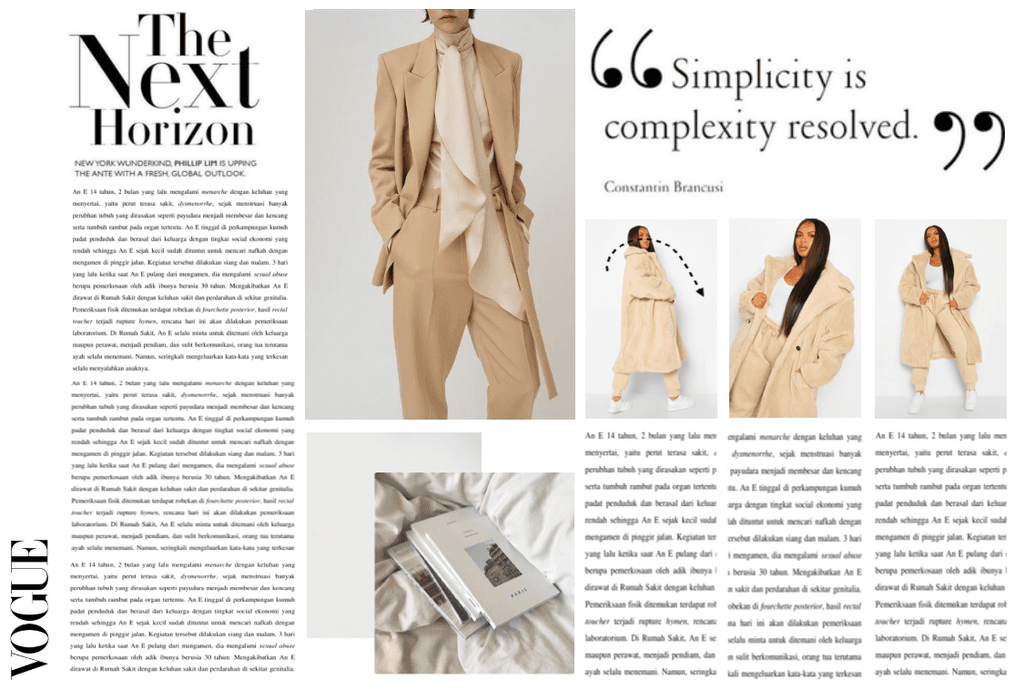 The
Next
Horizon
NEW YORK WUNDERKIND, PHILLIP LIM IS UPPING
THE ANTE WITH A FRESH, GLOBAL OUTLOOK.
An E 14 tahun, 2 bulan yang lalu mengalami menarche dengan keluhan yang
menyertai, yaitu perut terasa sakit, dysmenorrhe, sejak menstruasi banyak
perubhan tubuh yang dirasakan seperti payudara menjadi membesar dan kencang
serta tumbuh rambut pada organ tertentu. An E tinggal di perkampungan kumuh
padat penduduk dan berasal dari keluarga dengan tingkat social ekonomi yang
rendah sehingga An E sejak kecil sudah dituntut untuk mencari nafkah dengan
mengamen di pinggir jalan. Kegiatan tersebut dilakukan siang dan malam. 3 hari
yang lalu ketika saat An E pulang dari mengamen, dia mengalami sexual abuse
berupa pemerkosaan oleh adik ibunya berusia 30 tahun. Mengakibatkan An E
dirawat di Rumah Sakit dengan keluhan sakit dan perdarahan di sekitar genitalia.
Pemeriksaan fisik ditemukan terdapat robekan di fourchette posterior, hasil rectal
toucher terjadi rupture hymen, rencana hari ini akan dilakukan pemeriksaan
laboratorium. Di Rumah Sakit, An E selalu minta untuk ditemani oleh keluarga
maupun perawat, menjadi pendiam, dan sulit berkomunikasi, orang tua terutama
ayah selalu menemani. Namun, seringkali mengeluarkan kata-kata yang terkesan
selalu menyalahkan anaknya.
An E 14 tahun, 2 bulan yang lalu mengalami menarche dengan keluhan yang
menyertai, yaitu perut terasa sakit, dysmenorrhe, sejak menstruasi banyak
perubhan tubuh yang dirasakan seperti payudara menjadi membesar dan kencang
serta tumbuh rambut pada organ tertentu. An E tinggal di perkampungan kumuh
padat penduduk dan berasal dari keluarga dengan tingkat social ekonomi yang
rendah sehingga An E sejak kecil sudah dituntut untuk mencari nafkah dengan
mengamen di pinggir jalan. Kegiatan tersebut dilakukan siang dan malam. 3 hari
yang lalu ketika saat An E pulang dari mengamen, dia mengalami sexual abuse
berupa pemerkosaan oleh adik ibunya berusia 30 tahun. Mengakibatkan An E
dirawat di Rumah Sakit dengan keluhan sakit dan perdarahan di sekitar genitalia.
Pemeriksaan fisik ditemukan terdapat robekan di fourchette posterior, hasil rectal
toucher terjadi rupture hymen, rencana hari ini akan dilakukan pemeriksaan
laboratorium. Di Rumah Sakit, An E selalu minta untuk ditemani oleh keluarga
maupun perawat, menjadi pendiam, dan sulit berkomunikasi, orang tua terutama
ayah selalu menemani. Namun, seringkali mengeluarkan kata-kata yang terkesan
An E 14 tahun, 2 bulan yang lalu mengalami menarche dengan keluhan yang
menyertai, yaitu perut terasa sakit, dysmenorrhe, sejak menstruasi banyak
perubhan tubuh yang dirasakan seperti payudara menjadi membesar dan kencang
serta tumbuh rambut pada organ tertentu. An E tinggal di perkampungan kumuh
padat penduduk dan berasal dari keluarga dengan tingkat social ekonomi yang
rendah sehingga An E sejak kecil sudah dituntut untuk mencari nafkah dengan
mengamen di pinggir jalan. Kegiatan tersebut dilakukan siang dan malam. 3 hari
yang lalu ketika saat An E pulang dari mengamen, dia mengalami sexual abuse
berupa pemerkosaan oleh adik ibunya berusia 30 tahun. Mengakibatkan An E
dirawat di Rumah Sakit dengan keluhan sakit dan perdarahan di sekitar genitalia.
VOGUE
PARIS
“Simplicity is
complexity resolved.”
Constantin Brancusi
An E 14 tahun, 2 bulan yang lalu men
menyertai, yaitu perut terasa sakit,
perubhan tubuh yang dirasakan seperti p
serta tumbuh rambut pada organ tertentu
padat penduduk dan berasal dari keluar
rendah sehingga An E sejak kecil sudal
mengamen di pinggir jalan. Kegiatan ter
yang lalu ketika saat An E pulang dari
berupa pemerkosaan oleh adik ibunya
dirawat di Rumah Sakit dengan keluhan
Pemeriksaan fisik ditemukan terdapat rol
toucher terjadi rupture hymen, rencana
laboratorium. Di Rumah Sakit, An E se
maupun perawat, menjadi pendiam, dan
ayah selalu menemani. Namun, seringka
engalami menarche dengan keluhan yang
dysmenorrhe, sejak menstruasi banyak
payudara menjadi membesar dan kencang
tu. An E tinggal di perkampungan kumuh
rga dengan tingkat social ekonomi yang
lah dituntut untuk mencari nafkah dengan
ersebut dilakukan siang dan malam. 3 hari
i mengamen, dia mengalami sexual abuse
berusia 30 tahun. Mengakibatkan An E
n sakit dan perdarahan di sekitar genitalia.
obekan di fourchette posterior, hasil rectal
na hari ini akan dilakukan pemeriksaan
selalu minta untuk ditemani oleh keluarga
n sulit berkomunikasi, orang tua terutama
kali mengeluarkan kata-kata yang terkesan
An E 14 tahun, 2 bulan yang lalu men
menyertai, yaitu perut terasa sakit,
perubhan tubuh yang dirasakan seperti p
serta tumbuh rambut pada organ tertentu
padat penduduk dan berasal dari keluar
rendah sehingga An E sejak kecil sudal
mengamen di pinggir jalan. Kegiatan ter
yang lalu ketika saat An E pulang dari
berupa pemerkosaan oleh adik ibunya
dirawat di Rumah Sakit dengan keluhan
Pemeriksaan fisik ditemukan terdapat rol
toucher terjadi rupture hymen, rencana
laboratorium. Di Rumah Sakit, An E se
maupun perawat, menjadi pendiam, dan
ayah selalu menemani. Namun, seringka